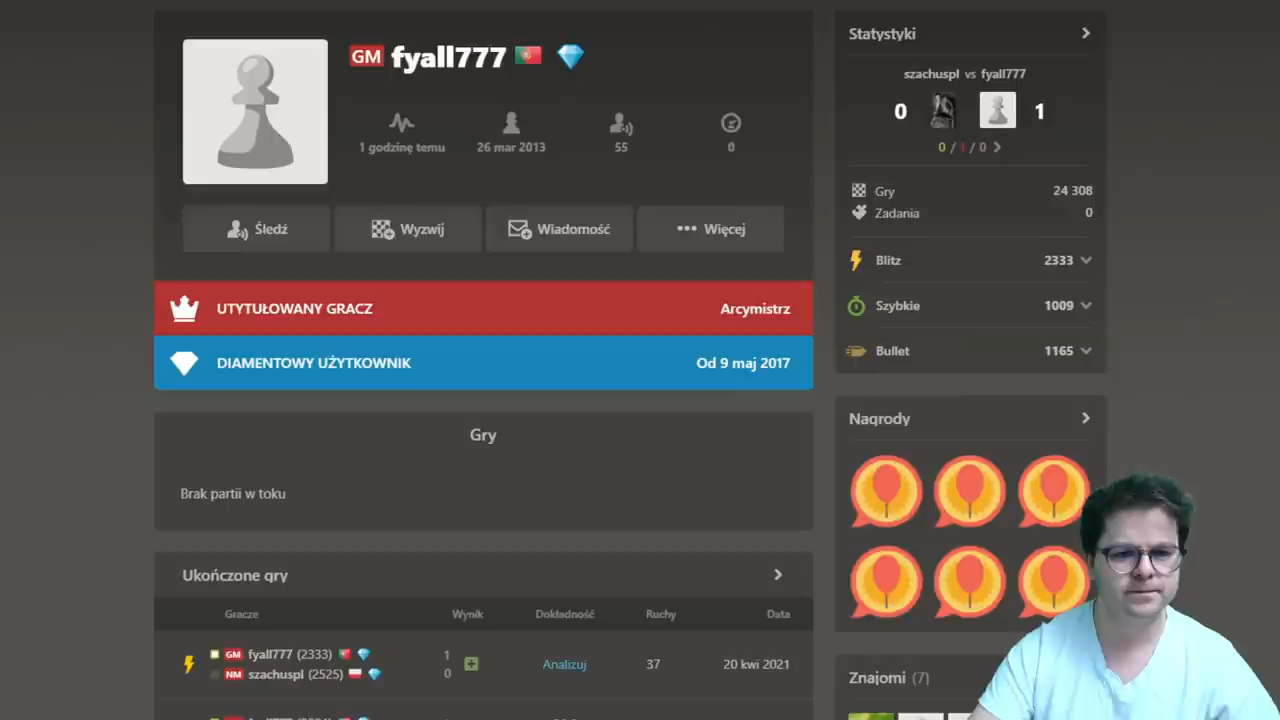 GM fyall777
1 godzinę temu
26 mar 2013
55
0
Śledź
Wyzwij
Wiadomość
Więcej
UTYTUŁOWANY GRACZ
Arcymistrz
DIAMENTOWY UŻYTKOWNIK
Od 9 maj 2017
Gry
Brak partii w toku
Ukończone gry
Gracze Wynik Dokładność Ruchy Data
GM fyall777 (2333) 1
NM szachuspl (2525) 0
Analizuj 37 20 kwi 2021
Statystyki
szachuspl vs fyall777
0 1
0 / 1 / 0
Gry 24 308
Zadania 0
Blitz 2333
Szybkie 1009
Bullet 1165
Nagrody
Znajomi (7)